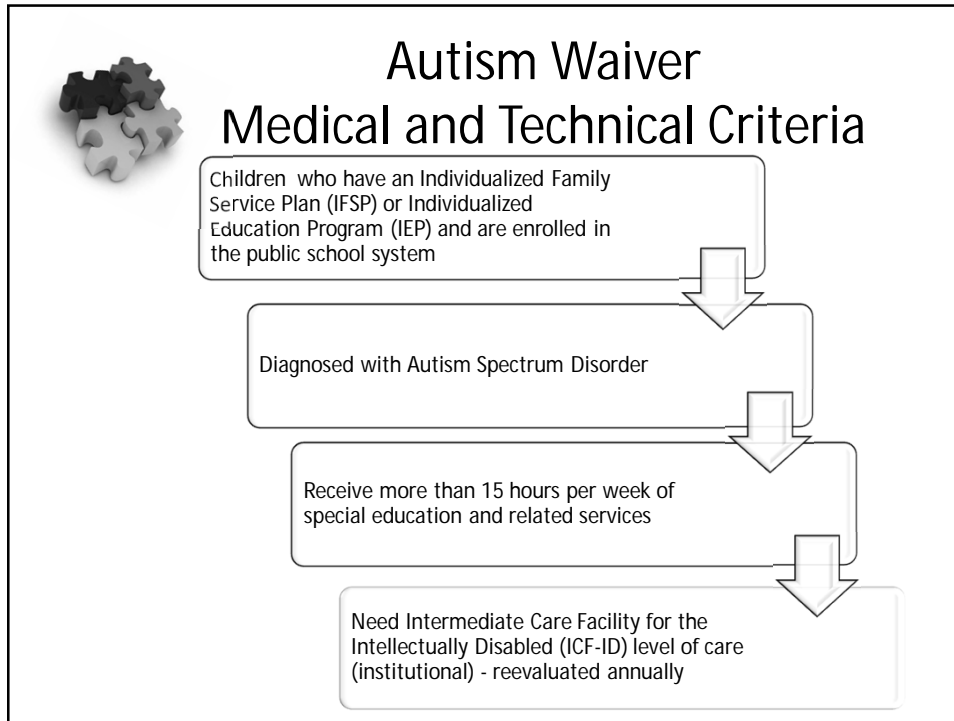 Autism Waiver
Medical and Technical Criteria
Children who have an Individualized Family
Service Plan (IFSP) or Individualized
Education Program (IEP) and are enrolled in
the public school system
Diagnosed with Autism Spectrum Disorder
Receive more than 15 hours per week of
special education and related services
Need Intermediate Care Facility for the
Intellectually Disabled (ICF-ID) level of care
(institutional) - reevaluated annually